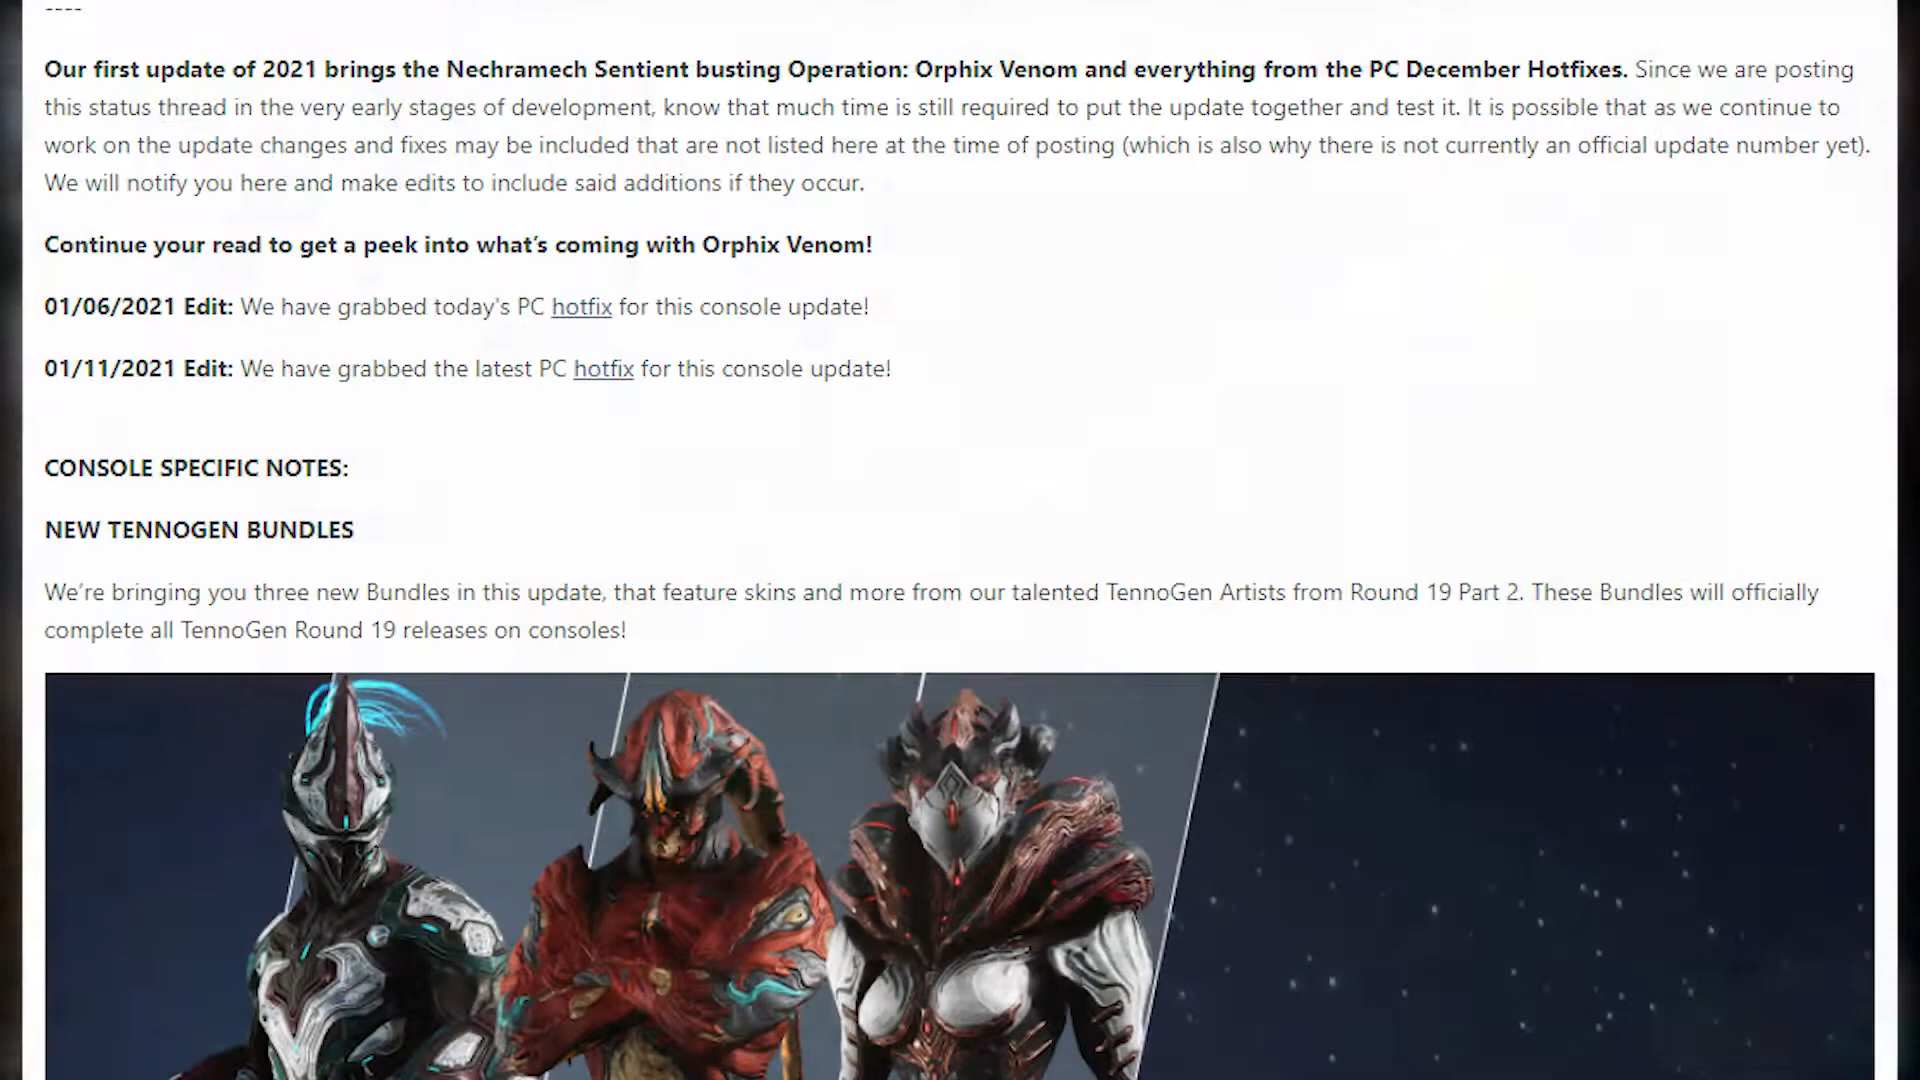 ----
Our first update of 2021 brings the Nechramech Sentient busting Operation: Orphix Venom and everything from the PC December Hotfixes. Since we are posting
this status thread in the very early stages of development, know that much time is still required to put the update together and test it. It is possible that as we continue to
work on the update changes and fixes may be included that are not listed here at the time of posting (which is also why there is not currently an official update number yet).
We will notify you here and make edits to include said additions if they occur.
Continue your read to get a peek into what’s coming with Orphix Venom!
01/06/2021 Edit: We have grabbed today's PC hotfix for this console update!
01/11/2021 Edit: We have grabbed the latest PC hotfix for this console update!
CONSOLE SPECIFIC NOTES:
NEW TENNOGEN BUNDLES
We’re bringing you three new Bundles in this update, that feature skins and more from our talented TennoGen Artists from Round 19 Part 2. These Bundles will officially
complete all TennoGen Round 19 releases on consoles!